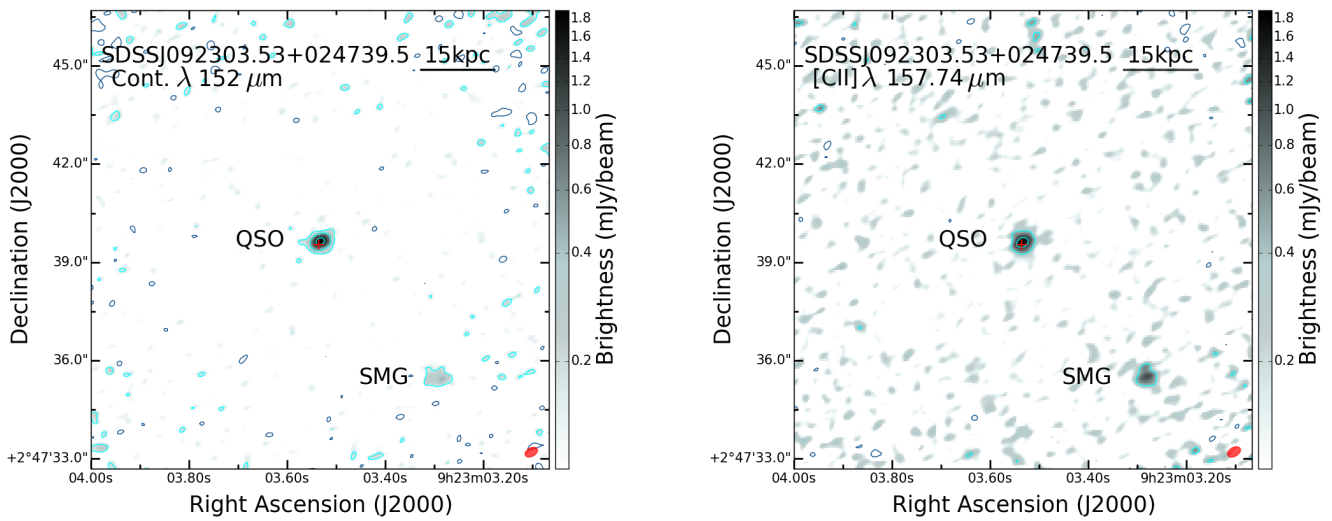 SDSSJ092303.53+024739.5 15kpc
Cont. λ 152 μm
QSO
SMG
Declination (J2000)
45.0"
42.0"
39.0"
36.0"
+2°47'33.0"
04.00s 03.80s 03.60s 03.40s 9h23m03.20s
Right Ascension (J2000)
1.8
1.6
1.4
1.2
1.0
0.8
0.6
0.4
0.2
Brightness (mJy/beam)
SDSSJ092303.53+024739.5 15kpc
[CII] λ 157.74 μm
QSO
SMG
Declination (J2000)
45.0"
42.0"
39.0"
36.0"
+2°47'33.0"
04.00s 03.80s 03.60s 03.40s 9h23m03.20s
Right Ascension (J2000)
1.8
1.6
1.4
1.2
1.0
0.8
0.6
0.4
0.2
Brightness (mJy/beam)